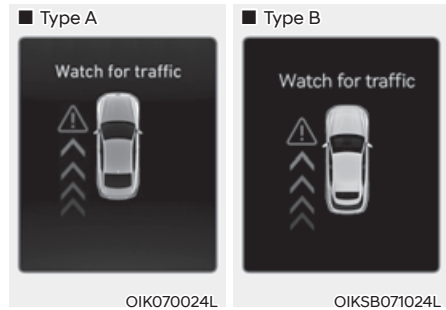 ■ Type A
Watch for traffic
OIK070024L
■ Type B
Watch for traffic
OIKSB071024L